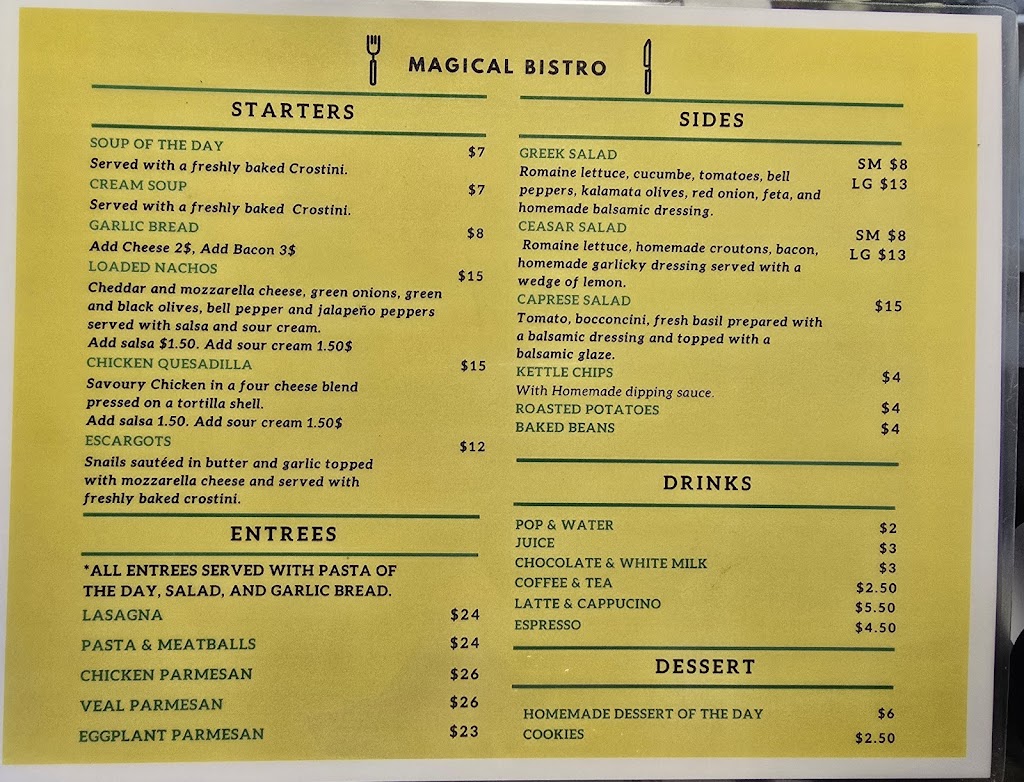 MAGICAL BISTRO
STARTERS
SOUP OF THE DAY
$7
Served with a freshly baked Crostini.
CREAM SOUP
$7
Served with a freshly baked Crostini.
GARLIC BREAD
$8
Add Cheese 2$, Add Bacon 3$
LOADED NACHOS
$15
Cheddar and mozzarella cheese, green onions, green
and black olives, bell pepper and jalapeño peppers
served with salsa and sour cream.
Add salsa $1.50. Add sour cream 1.50$
CHICKEN QUESADILLA
$15
Savoury Chicken in a four cheese blend
pressed on a tortilla shell.
Add salsa 1.50. Add sour cream 1.50$
ESCARGOTS
$12
Snails sautéed in butter and garlic topped
with mozzarella cheese and served with
freshly baked crostini.
ENTREES
*ALL ENTREES SERVED WITH PASTA OF
THE DAY, SALAD, AND GARLIC BREAD.
LASAGNA $24
PASTA & MEATBALLS $24
CHICKEN PARMESAN $26
VEAL PARMESAN $26
EGGPLANT PARMESAN $23
SIDES
GREEK SALAD
SM $8
Romaine lettuce, cucumbe, tomatoes, bell
LG $13
peppers, kalamata olives, red onion, feta, and
homemade balsamic dressing.
CEASAR SALAD
SM $8
Romaine lettuce, homemade croutons, bacon,
LG $13
homemade garlicky dressing served with a
wedge of lemon.
CAPRESE SALAD
$15
Tomato, bocconcini, fresh basil prepared with
a balsamic dressing and topped with a
balsamic glaze.
KETTLE CHIPS
$4
With Homemade dipping sauce.
ROASTED POTATOES $4
BAKED BEANS $4
DRINKS
POP & WATER $2
JUICE $3
CHOCOLATE & WHITE MILK $3
COFFEE & TEA $2.50
LATTE & CAPPUCINO $5.50
ESPRESSO $4.50
DESSERT
HOMEMADE DESSERT OF THE DAY $6
COOKIES $2.50